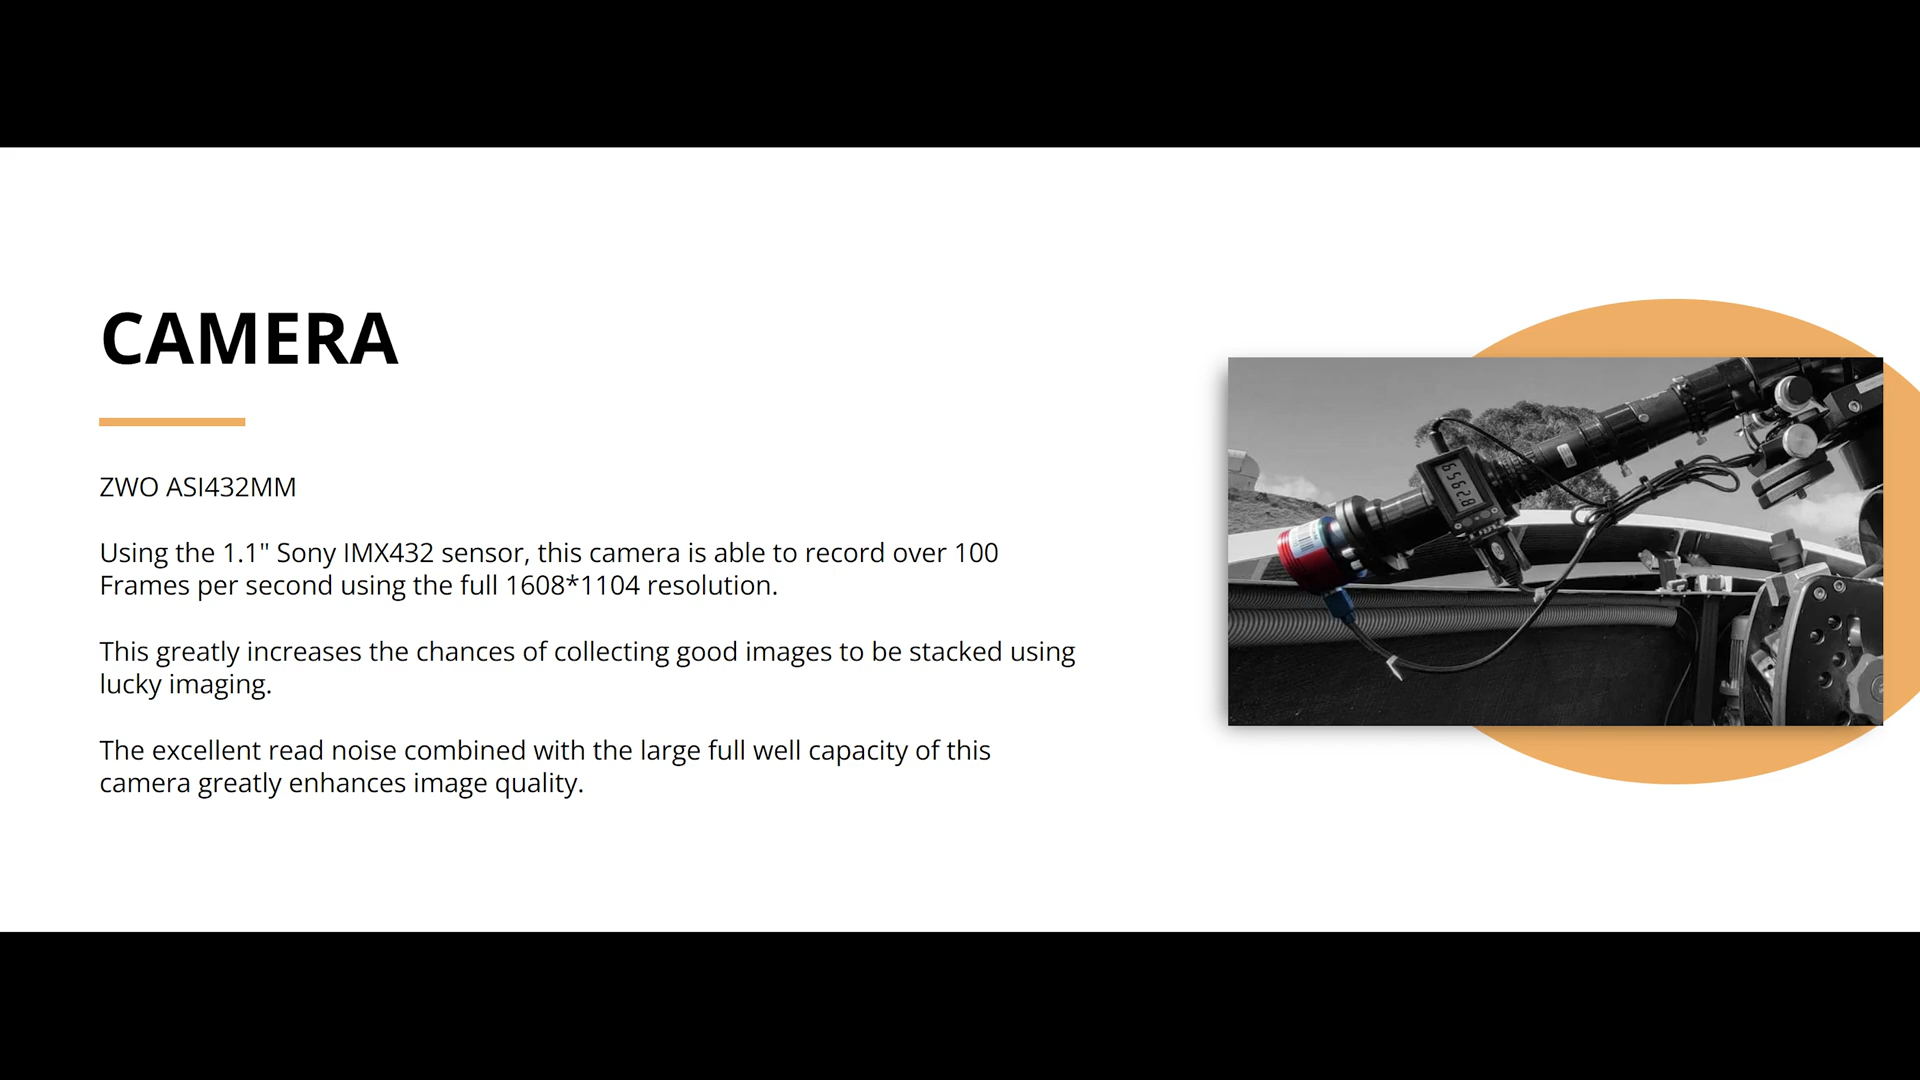 CAMERA
ZWO ASI432MM
Using the 1.1" Sony IMX432 sensor, this camera is able to record over 100
Frames per second using the full 1608*1104 resolution.
This greatly increases the chances of collecting good images to be stacked using
lucky imaging.
The excellent read noise combined with the large full well capacity of this
camera greatly enhances image quality.
6562.8